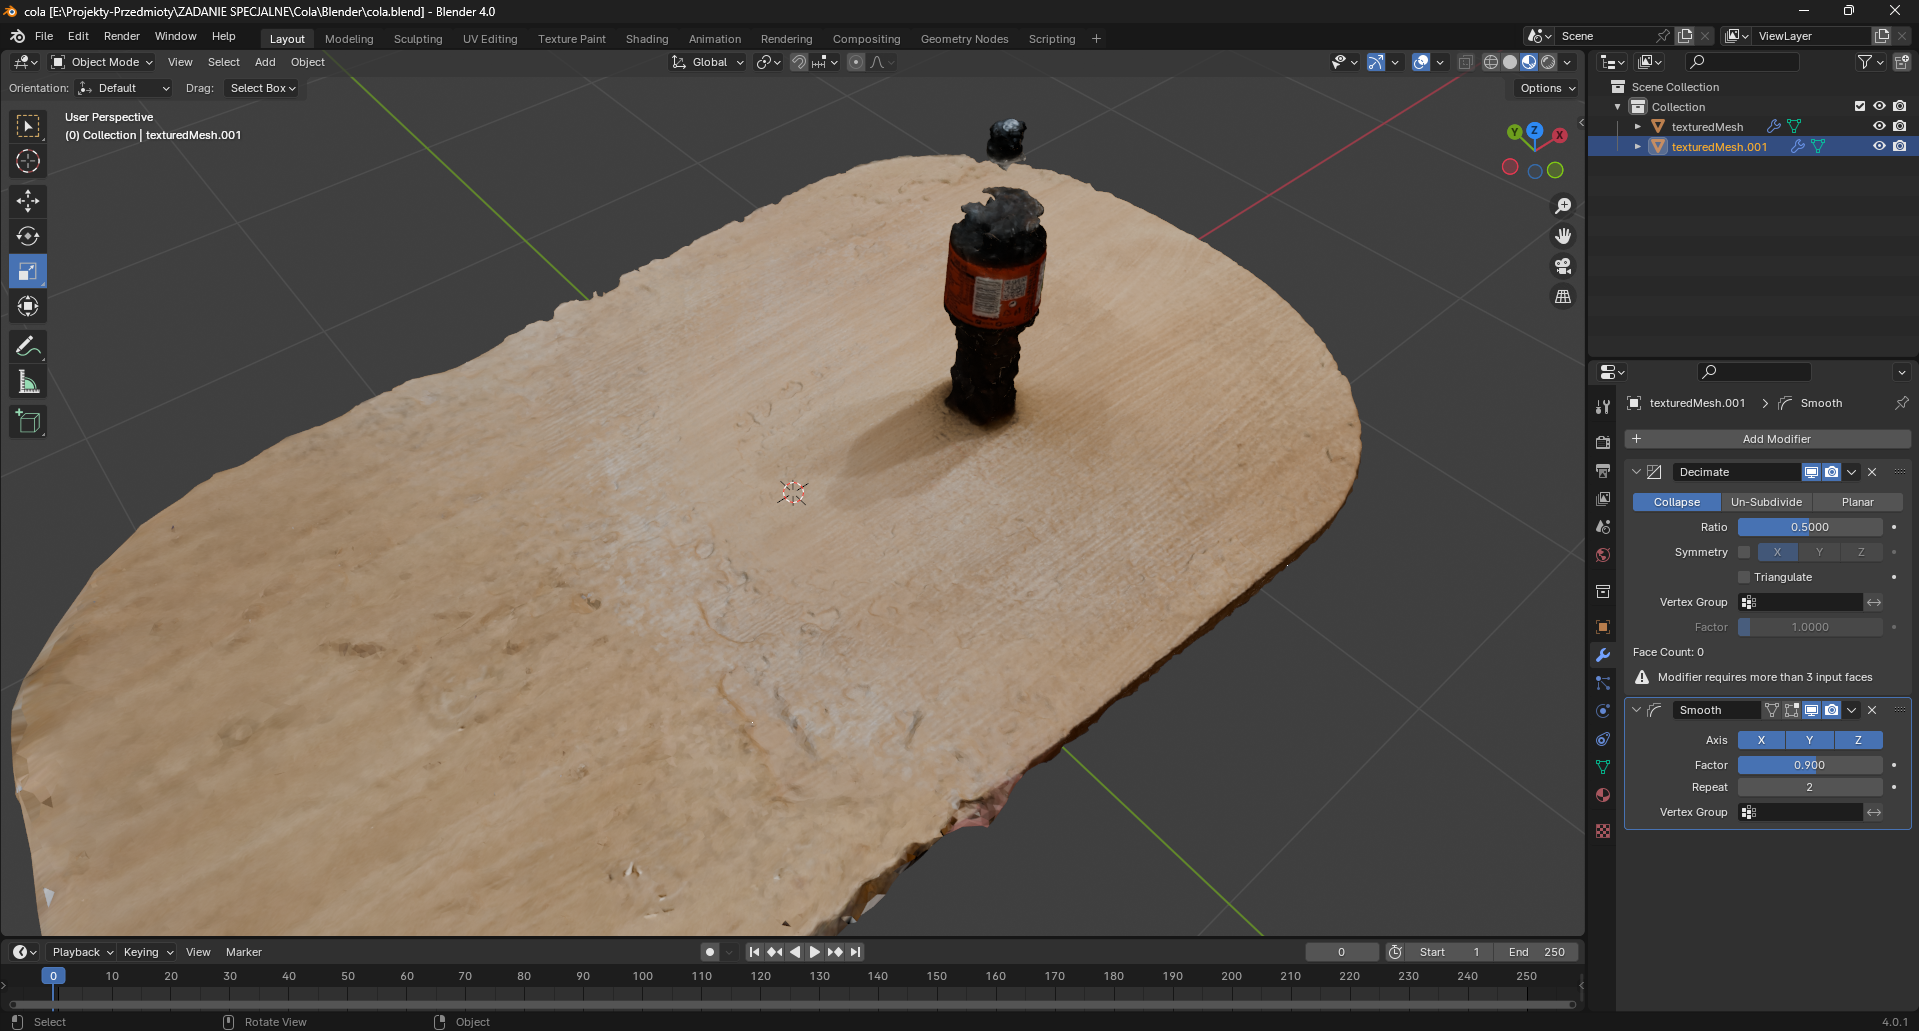 cola [E:\Projekty-Przedmioty\ZADANIE SPECJALNE\Cola\Blender\cola.blend] - Blender 4.0
File Edit Render Window Help Layout Modeling Sculpting UV Editing Texture Paint Shading Animation Rendering Compositing Geometry Nodes Scripting + Scene ViewLayer
Object Mode View Select Add Object Global
Orientation: Default Drag: Select Box Options
User Perspective
(0) Collection | texturedMesh.001
Y Z X
Scene Collection
Collection
texturedMesh
texturedMesh.001
texturedMesh.001 > Smooth
+ Add Modifier
Decimate
Collapse Un-Subdivide Planar
Ratio 0.5000
Symmetry X Y Z
Triangulate
Vertex Group
Factor 1.0000
Face Count: 0
Modifier requires more than 3 input faces
Smooth
Axis X Y Z
Factor 0.900
Repeat 2
Vertex Group
Playback Keying View Marker 0 Start 1 End 250
0 10 20 30 40 50 60 70 80 90 100 110 120 130 140 150 160 170 180 190 200 210 220 230 240 250
Select Rotate View Object 4.0.1